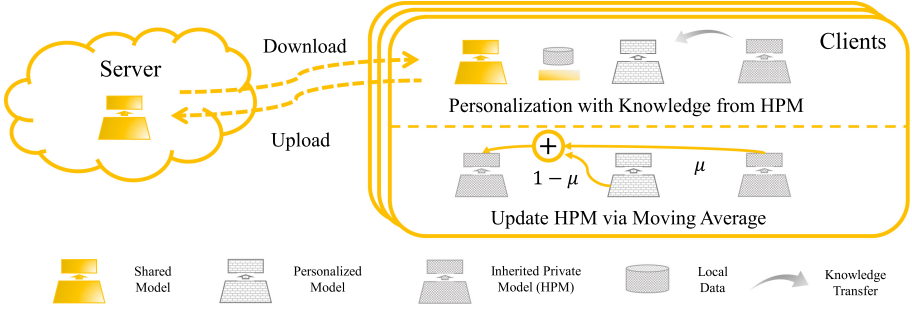 Download
Clients
Server
Personalization with Knowledge from HPM
Upload
+
1 − μ
μ
Update HPM via Moving Average
Shared
Model
Personalized
Model
Inherited Private
Model (HPM)
Local
Data
Knowledge
Transfer